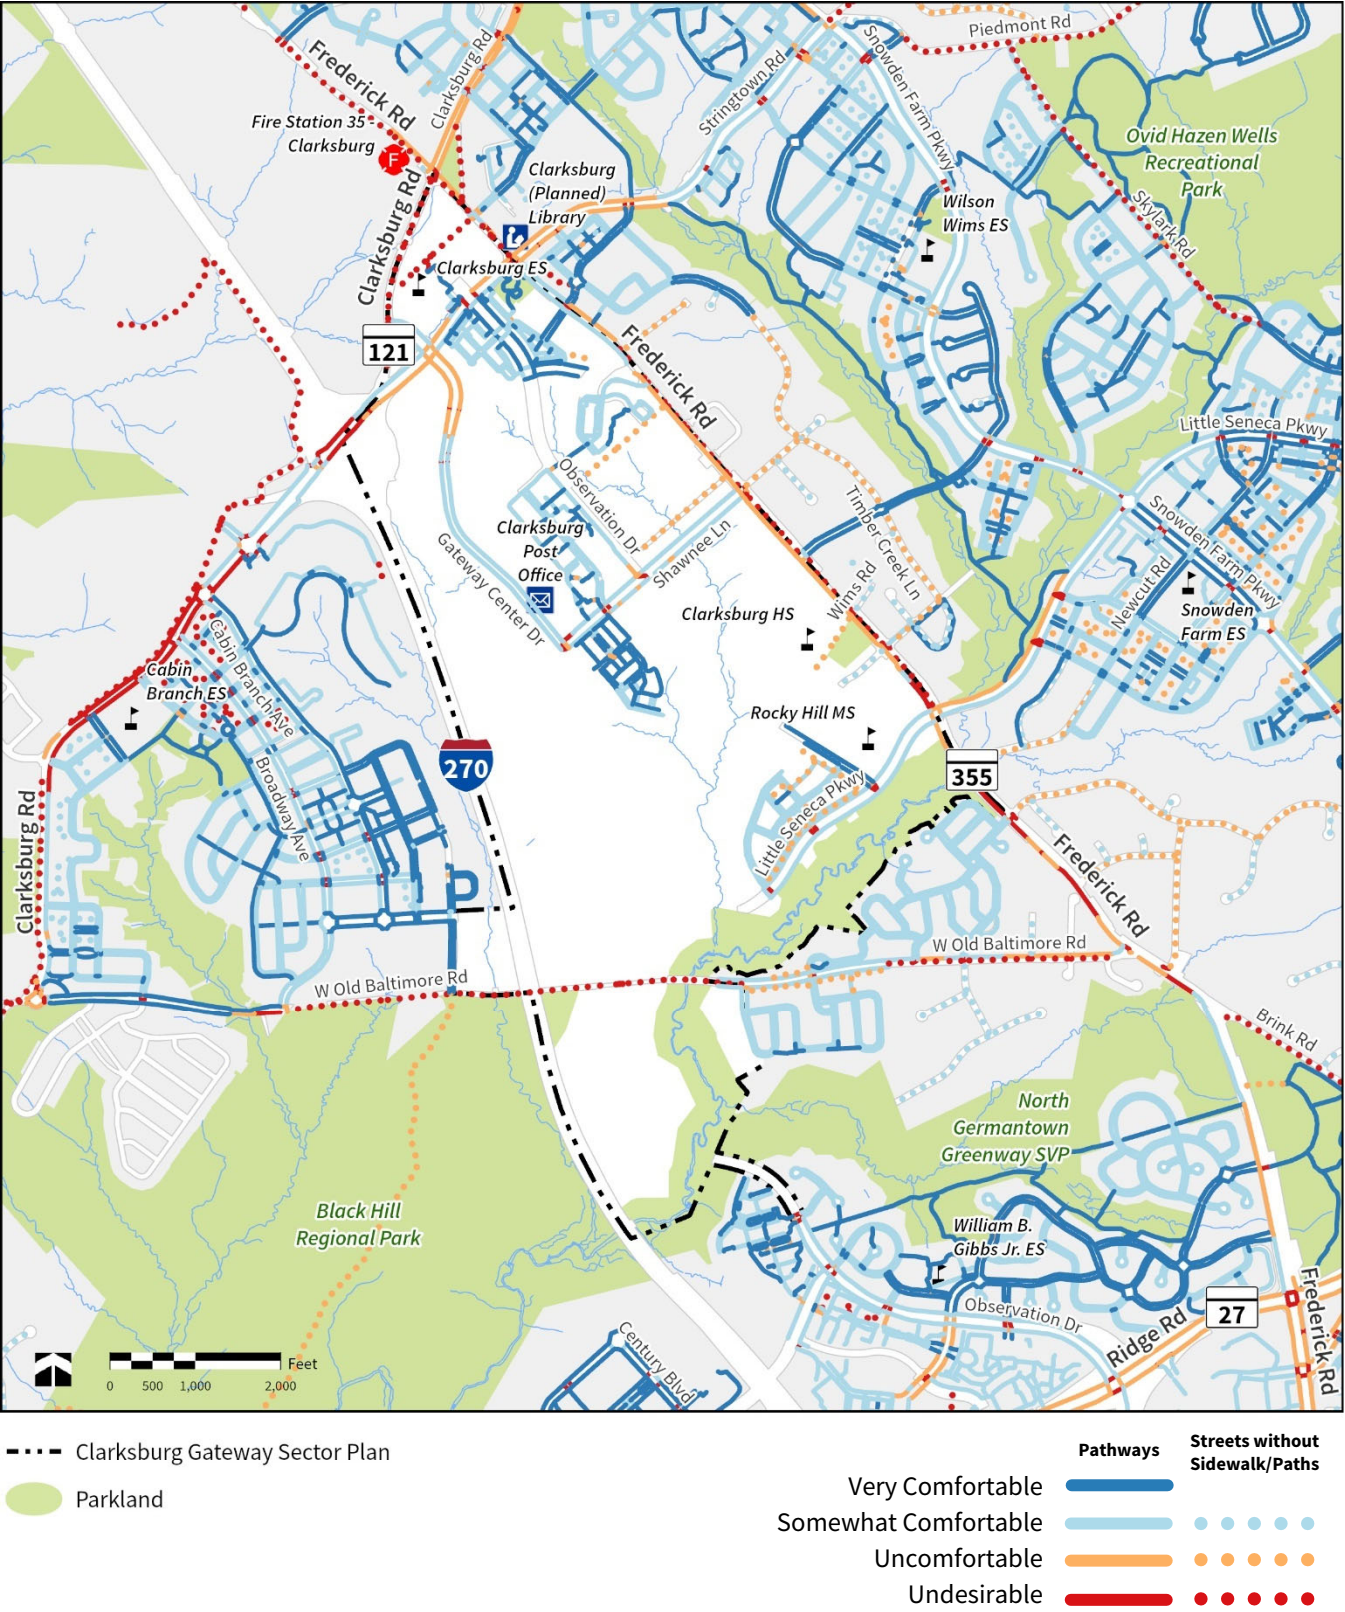 Piedmont Rd
Frederick Rd
Clarksburg Rd
Stringtown Rd
Snowden Farm Pkwy
Fire Station 35 -
Clarksburg
F
Ovid Hazen Wells
Recreational
Park
Clarksburg
(Planned)
Library
Wilson
Wims ES
Skylark Rd
Clarksburg Rd
Clarksburg ES
121
Frederick Rd
Little Seneca Pkwy
Observation Dr
Timber Creek Ln
Snowden Farm Pkwy
Clarksburg
Post
Office
Shawnee Ln
Gateway Center Dr
Newcut Rd
Wims Rd
Clarksburg HS
Snowden
Farm ES
Cabin Branch Ave
Cabin
Branch ES
Rocky Hill MS
270
355
Broadway Ave
Little Seneca Pkwy
Clarksburg Rd
Frederick Rd
W Old Baltimore Rd
W Old Baltimore Rd
Brink Rd
North
Germantown
Greenway SVP
Black Hill
Regional Park
William B.
Gibbs Jr. ES
Observation Dr
27
Ridge Rd
Frederick Rd
Century Blvd
Feet
0 500 1,000 2,000
Clarksburg Gateway Sector Plan
Parkland
Pathways
Streets without
Sidewalk/Paths
Very Comfortable
Somewhat Comfortable
Uncomfortable
Undesirable